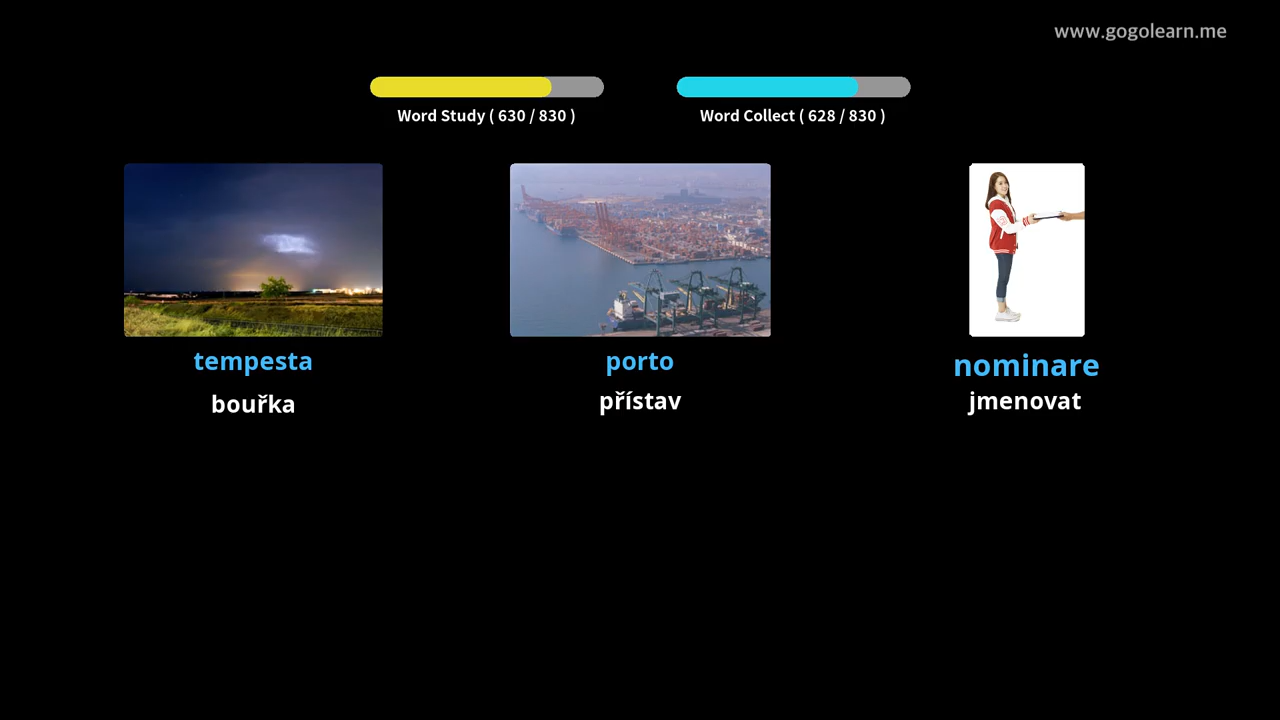 www.gogolearn.me
Word Study ( 630 / 830 )
Word Collect ( 628 / 830 )
tempesta
porto
nominare
bouřka
přístav
jmenovat